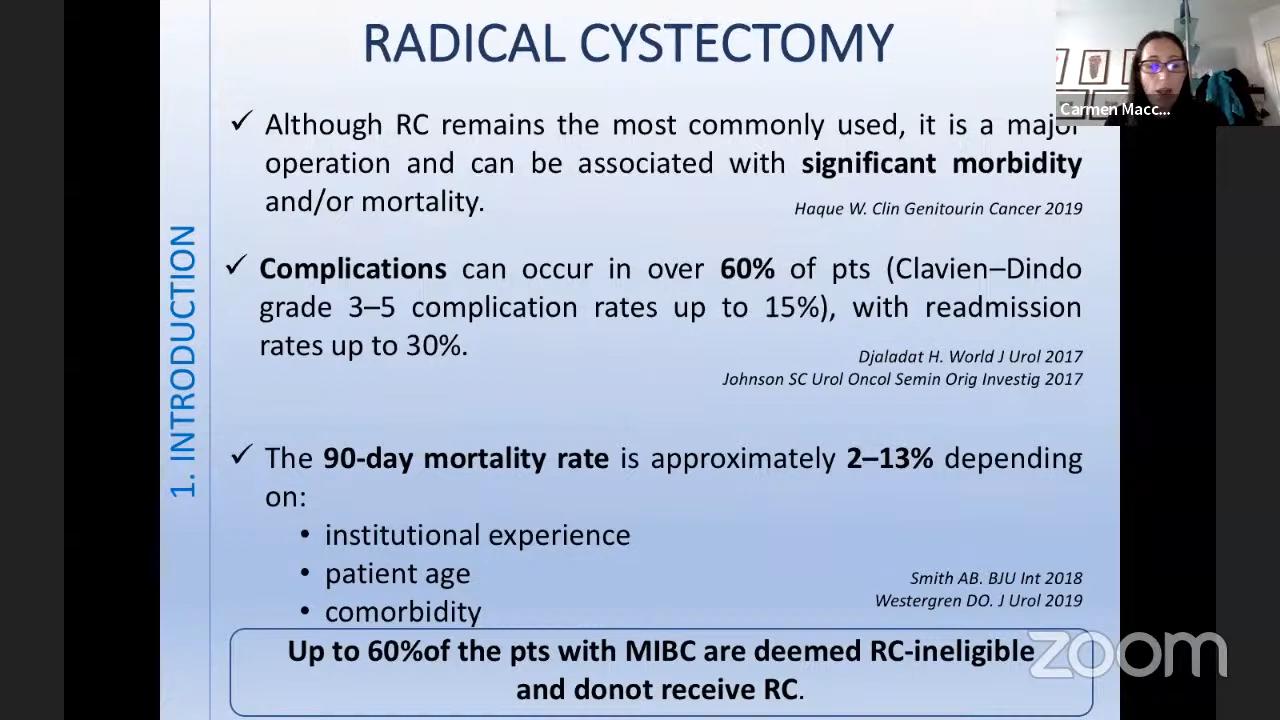 RADICAL CYSTECTOMY
Carmen Macc...
✓ Although RC remains the most commonly used, it is a major
operation and can be associated with significant morbidity
and/or mortality.
Haque W. Clin Genitourin Cancer 2019
✓ Complications can occur in over 60% of pts (Clavien–Dindo
grade 3–5 complication rates up to 15%), with readmission
rates up to 30%.
Djaladat H. World J Urol 2017
Johnson SC Urol Oncol Semin Orig Investig 2017
1. INTRODUCTION
✓ The 90-day mortality rate is approximately 2–13% depending
on:
• institutional experience
• patient age
• comorbidity
Smith AB. BJU Int 2018
Westergren DO. J Urol 2019
Up to 60%of the pts with MIBC are deemed RC-ineligible
and donot receive RC.
zoom